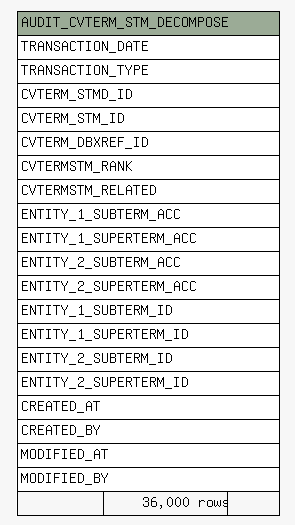 AUDIT_CVTERM_STM_DECOMPOSE
TRANSACTION_DATE
TRANSACTION_TYPE
CVTERM_STMD_ID
CVTERM_STM_ID
CVTERM_DBXREF_ID
CVTERMSTM_RANK
CVTERMSTM_RELATED
ENTITY_1_SUBTERM_ACC
ENTITY_1_SUPERTERM_ACC
ENTITY_2_SUBTERM_ACC
ENTITY_2_SUPERTERM_ACC
ENTITY_1_SUBTERM_ID
ENTITY_1_SUPERTERM_ID
ENTITY_2_SUBTERM_ID
ENTITY_2_SUPERTERM_ID
CREATED_AT
CREATED_BY
MODIFIED_AT
MODIFIED_BY
36,000 rows